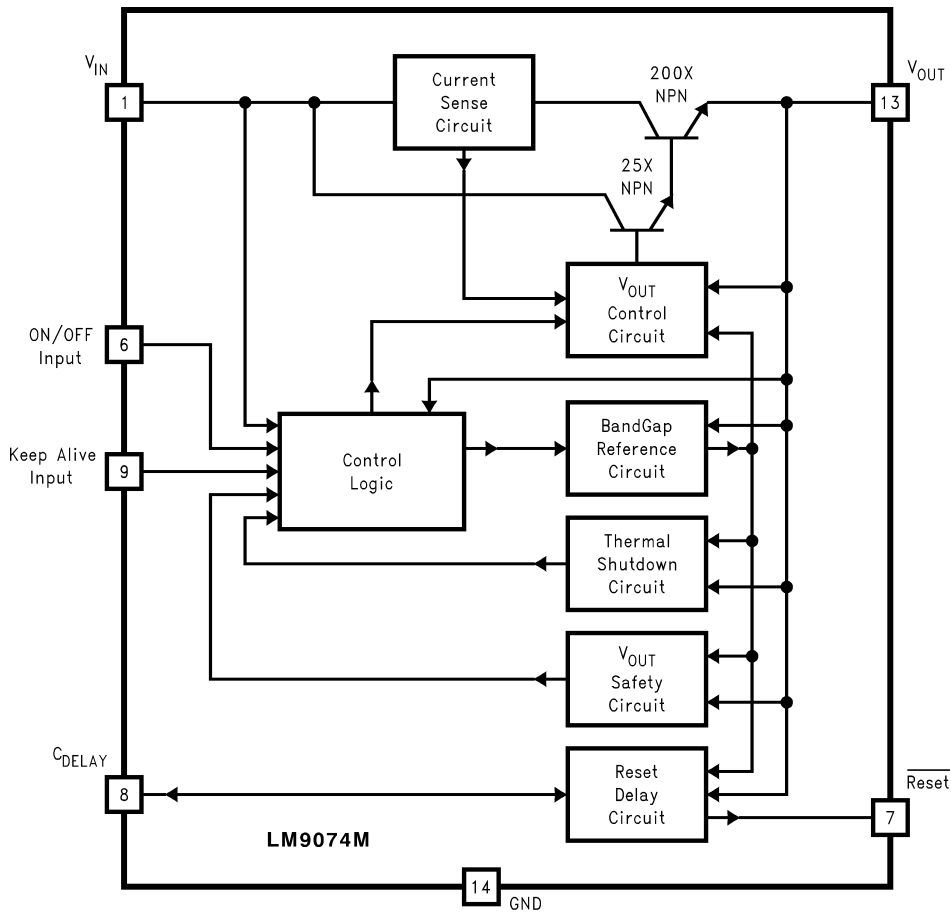 V_IN
1
Current
Sense
Circuit
200X
NPN
V_OUT
13
25X
NPN
V_OUT
Control
Circuit
ON/OFF
Input
6
Keep Alive
Input
9
Control
Logic
BandGap
Reference
Circuit
Thermal
Shutdown
Circuit
V_OUT
Safety
Circuit
C_DELAY
8
Reset
Delay
Circuit
Reset
7
LM9074M
14
GND